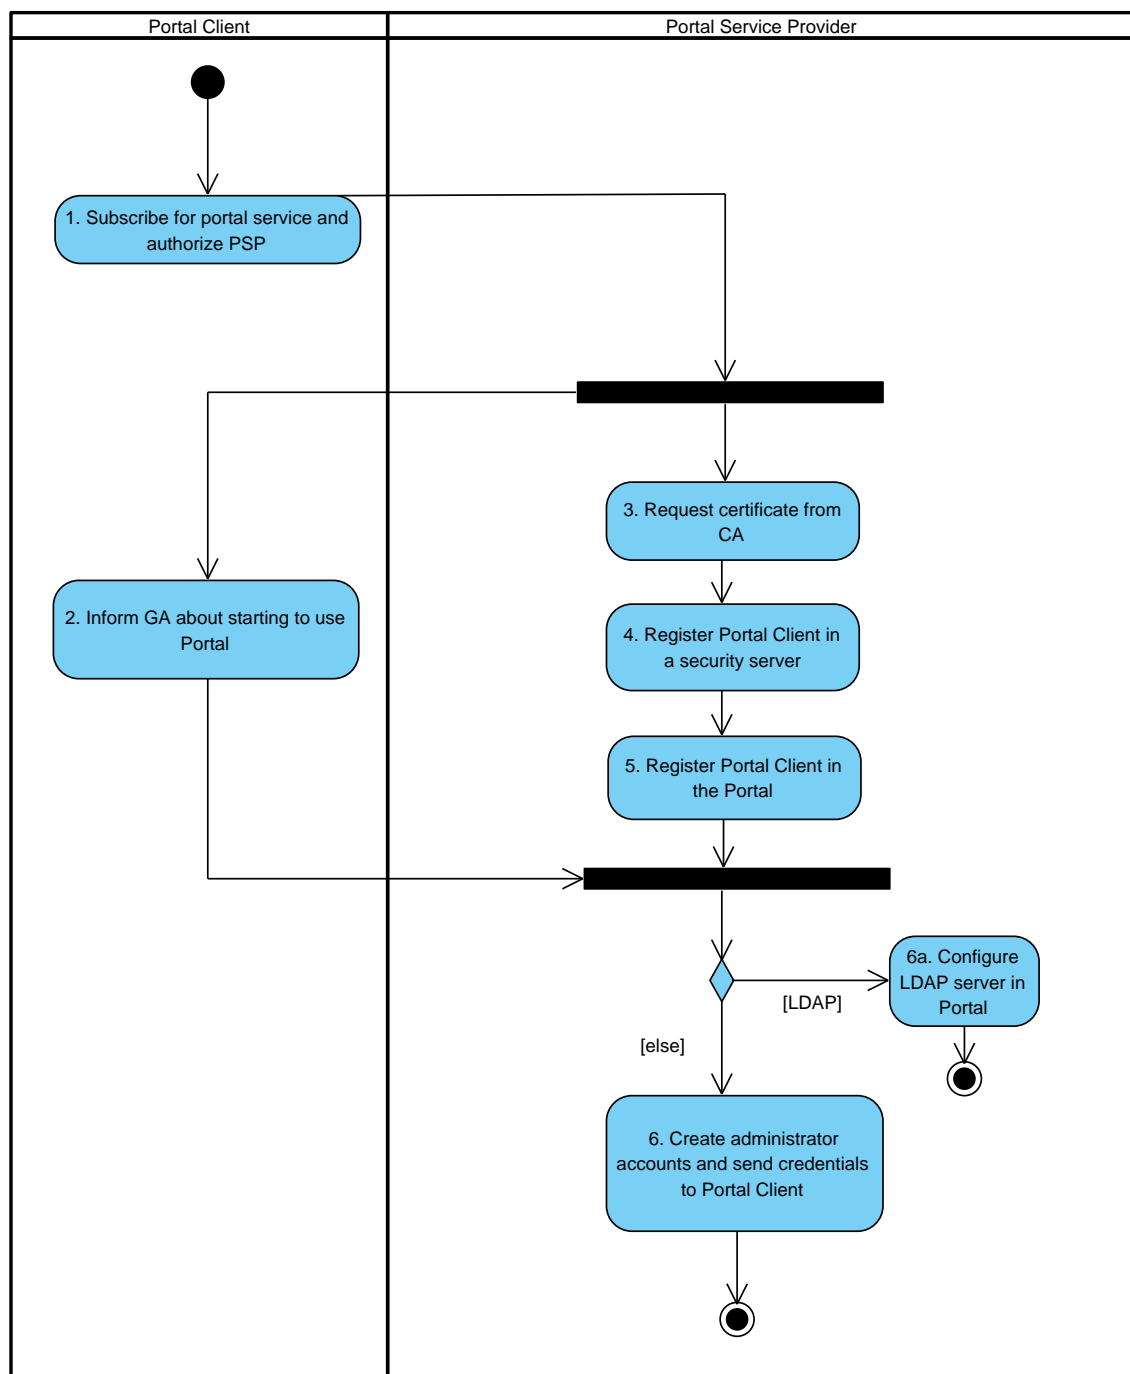 Portal Client
Portal Service Provider
1. Subscribe for portal service and
authorize PSP
3. Request certificate from
CA
2. Inform GA about starting to use
Portal
4. Register Portal Client in
a security server
5. Register Portal Client in
the Portal
6a. Configure
LDAP server in
Portal
[LDAP]
[else]
6. Create administrator
accounts and send credentials
to Portal Client